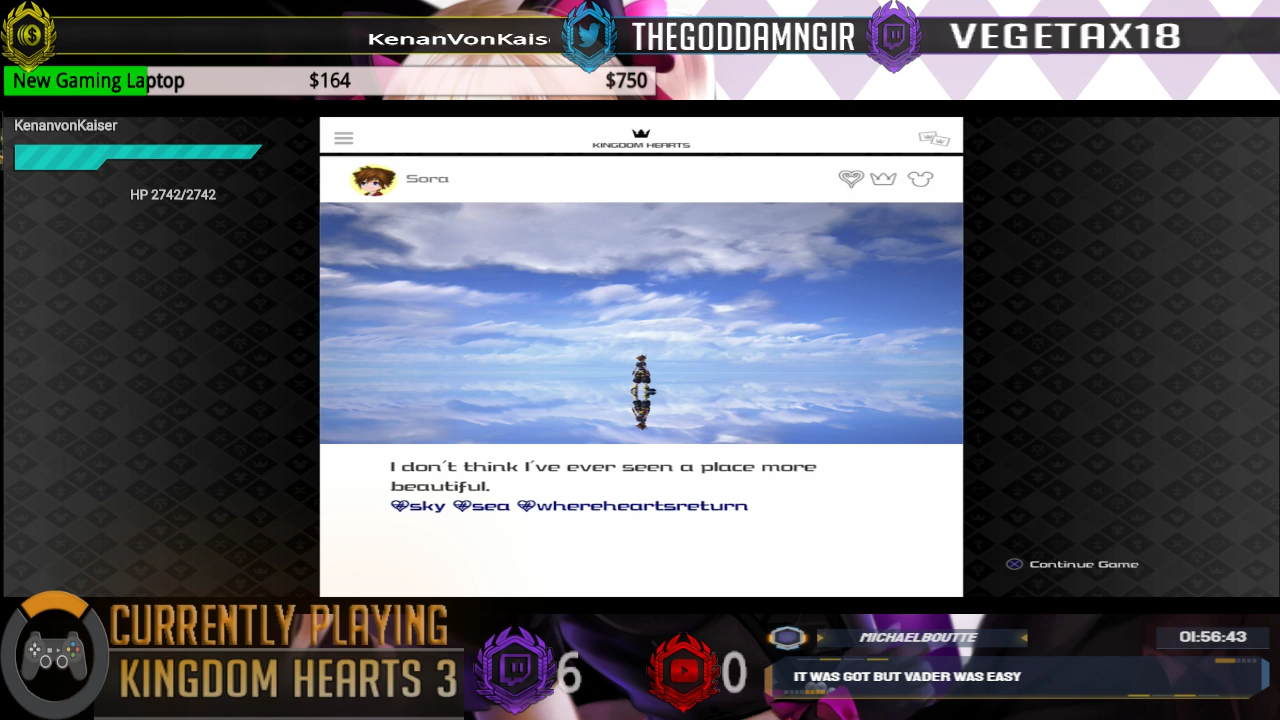 KenanVonKais
THEGODDAMNGIR
VEGETAX18
New Gaming Laptop $164 $750
KenanvonKaiser
HP 2742/2742
KINGDOM HEARTS
Sora
I don't think I've ever seen a place more
beautiful.
sky sea whereheartsreturn
Continue Game
CURRENTLY PLAYING
KINGDOM HEARTS 3
6
0
MICHAELBOUTTE
01:56:43
IT WAS GOT BUT VADER WAS EASY